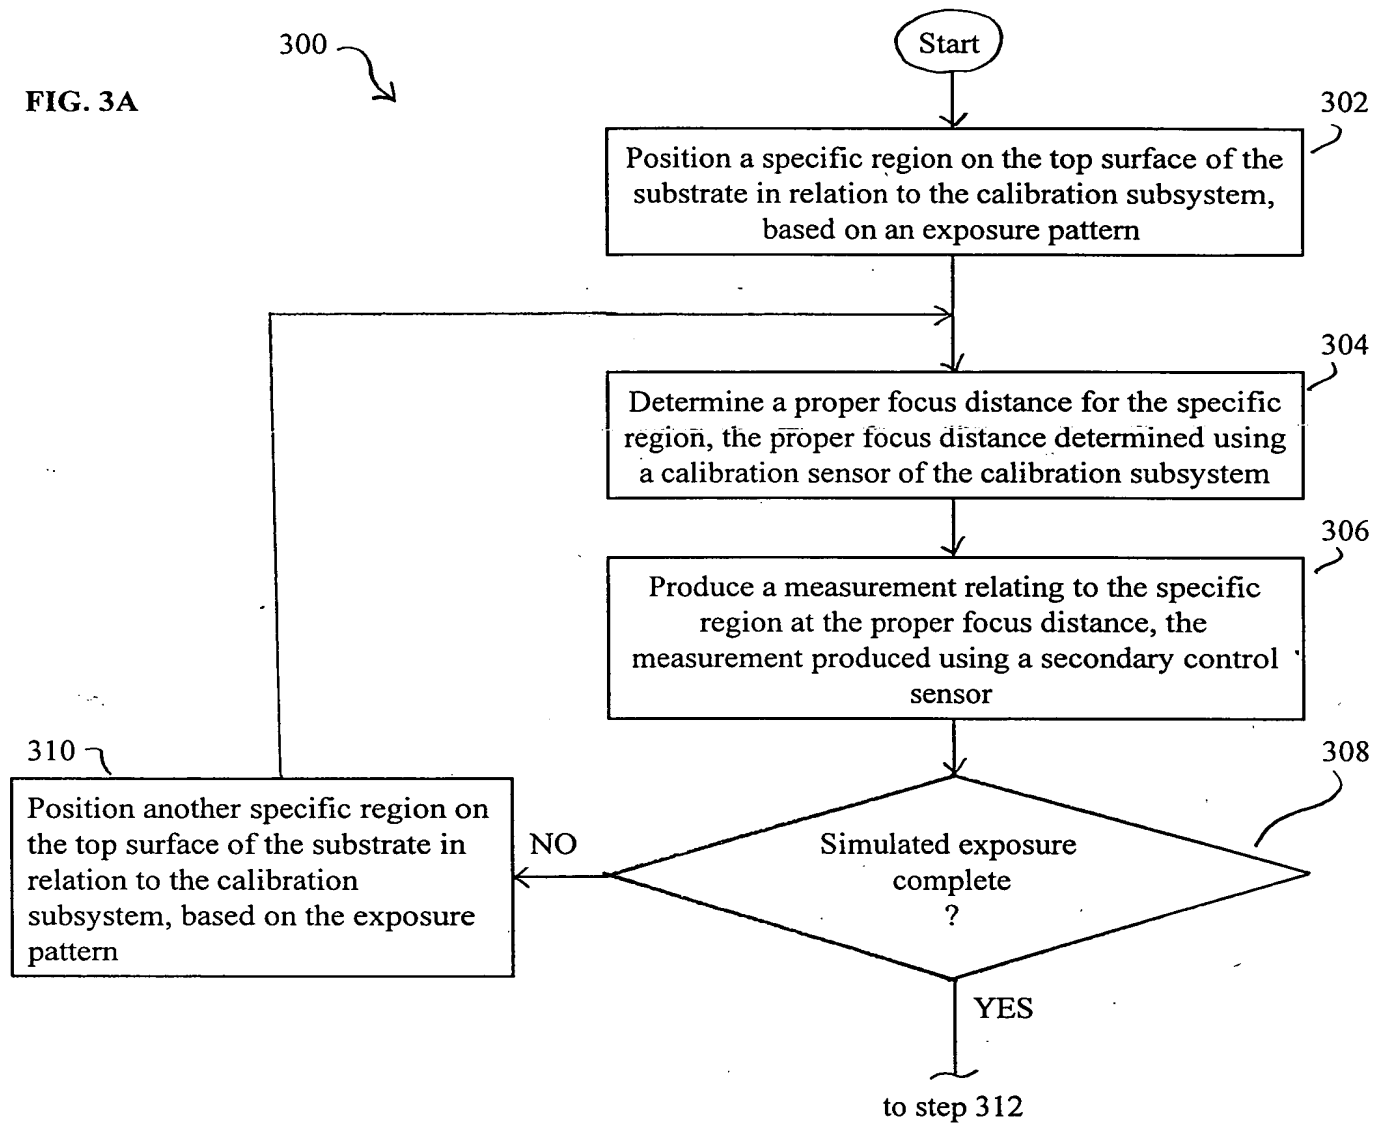 300
Start
FIG. 3A
302
Position a specific region on the top surface of the
substrate in relation to the calibration subsystem,
based on an exposure pattern
304
Determine a proper focus distance for the specific
region, the proper focus distance determined using
a calibration sensor of the calibration subsystem
306
Produce a measurement relating to the specific
region at the proper focus distance, the
measurement produced using a secondary control
sensor
308
310
Position another specific region on
the top surface of the substrate in
relation to the calibration
subsystem, based on the exposure
pattern
NO
Simulated exposure
complete
?
YES
to step 312